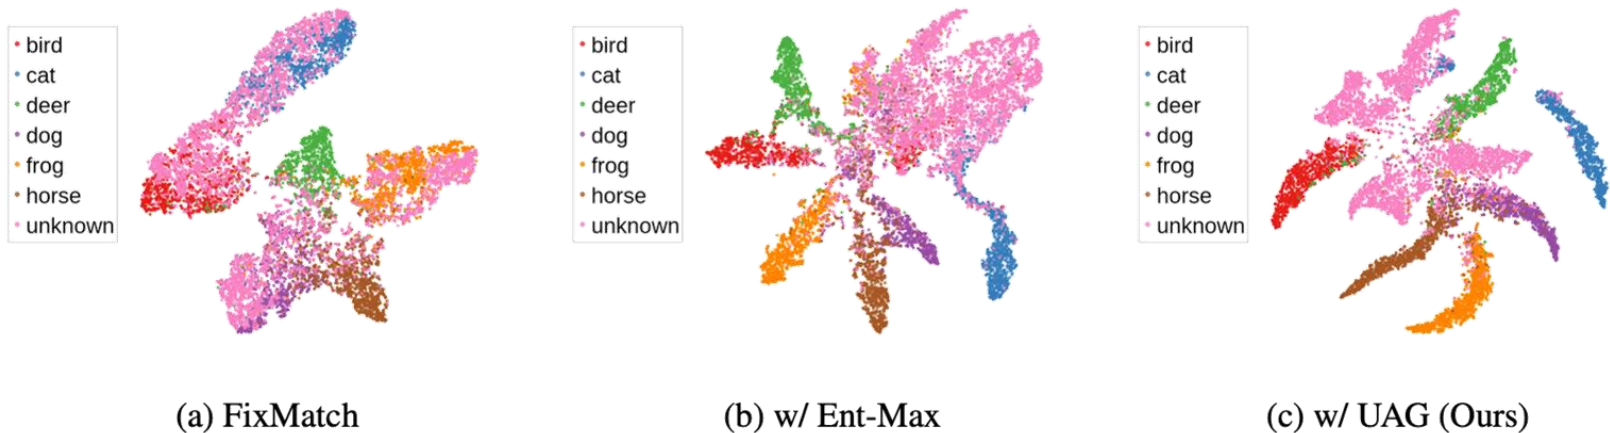 bird
cat
deer
dog
frog
horse
unknown
(a) FixMatch
bird
cat
deer
dog
frog
horse
unknown
(b) w/ Ent-Max
bird
cat
deer
dog
frog
horse
unknown
(c) w/ UAG (Ours)